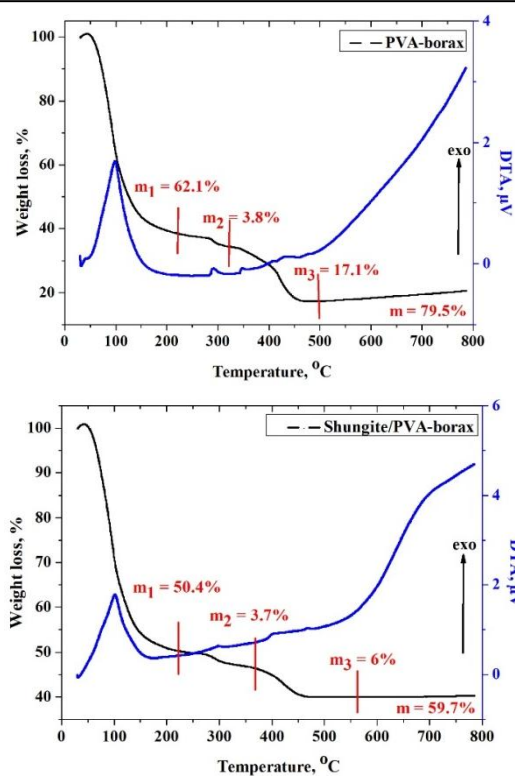 PVA-borax
100
80
60
40
20
Weight loss, %
m₁ = 62.1%
m₂ = 3.8%
m₃ = 17.1%
m = 79.5%
exo
4
2
0
DTA, µV
0 100 200 300 400 500 600 700 800
Temperature, °C
Shungite/PVA-borax
100
90
80
70
60
50
40
Weight loss, %
m₁ = 50.4%
m₂ = 3.7%
m₃ = 6%
m = 59.7%
exo
6
4
2
0
DTA, µV
0 100 200 300 400 500 600 700 800
Temperature, °C